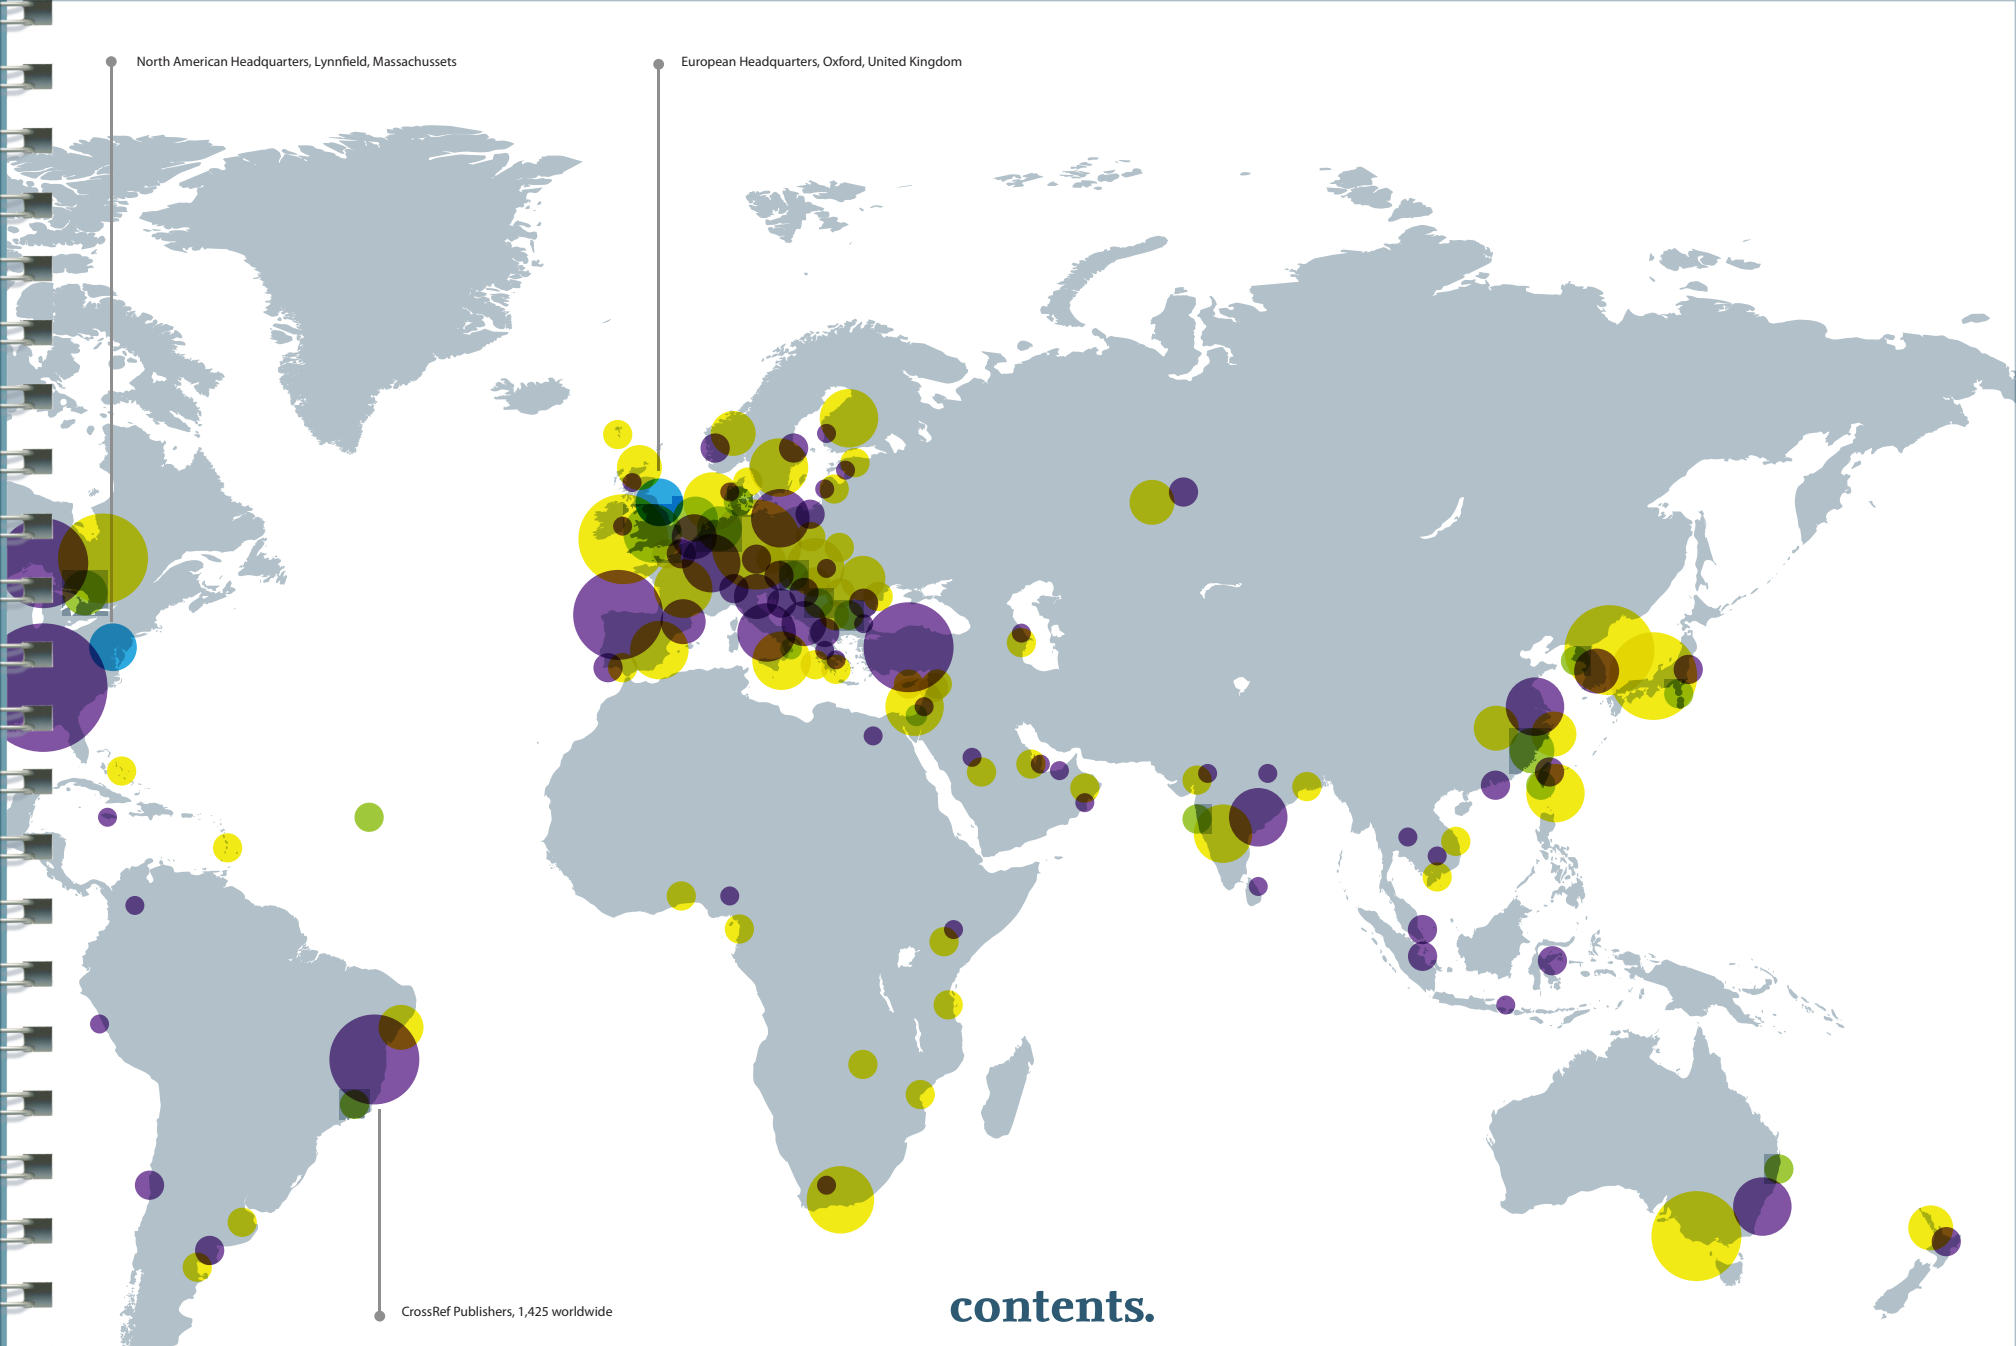 North American Headquarters, Lynnfield, Massachussets
European Headquarters, Oxford, United Kingdom
CrossRef Publishers, 1,425 worldwide
contents.